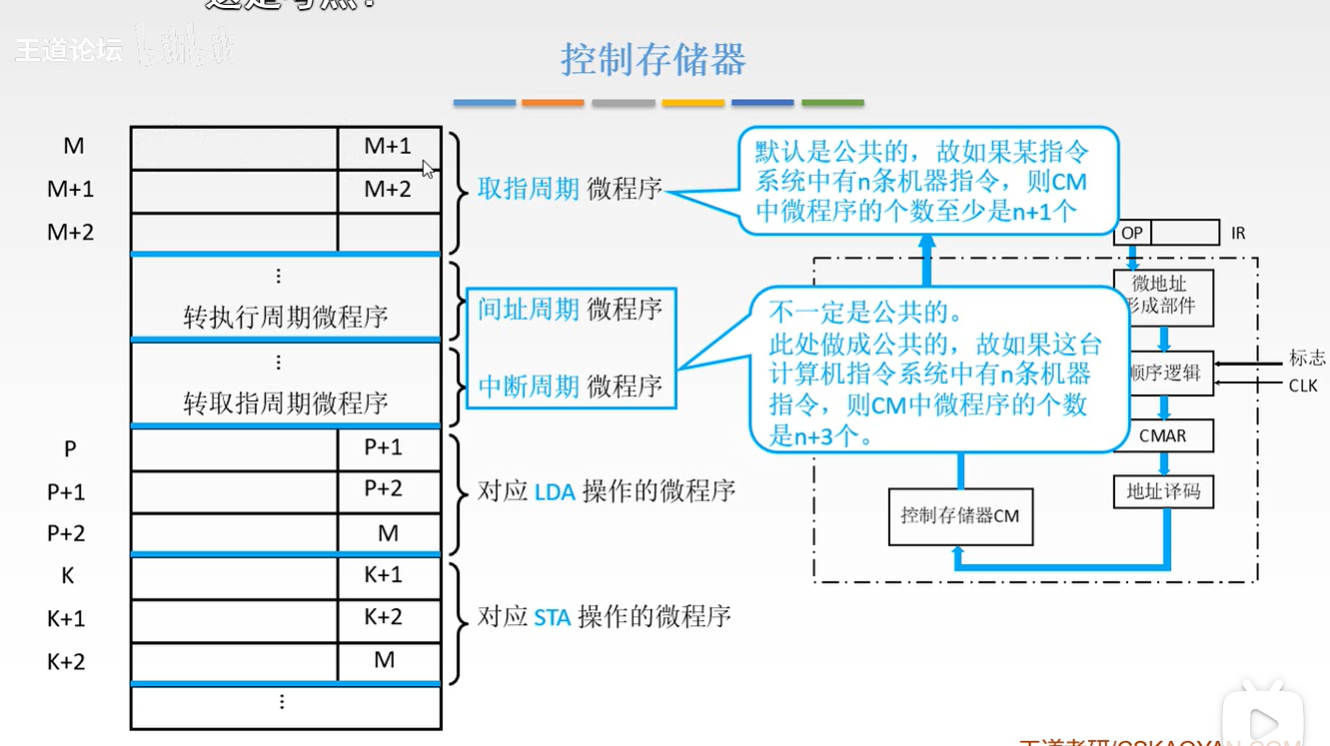 王道论坛 bilibili
控制存储器
M
M+1
M+1
M+2
M+2
取指周期 微程序
默认是公共的，故如果某指令
系统中有n条机器指令，则CM
中微程序的个数至少是n+1个
OP
IR
⋮
转执行周期微程序
间址周期 微程序
⋮
转取指周期微程序
中断周期 微程序
不一定是公共的。
此处做成公共的，故如果这台
计算机指令系统中有n条机器
指令，则CM中微程序的个数
是n+3个。
微地址
形成部件
顺序逻辑
标志
CLK
CMAR
地址译码
控制存储器CM
P
P+1
P+1
P+2
P+2
M
对应 LDA 操作的微程序
K
K+1
K+1
K+2
K+2
M
对应 STA 操作的微程序
⋮